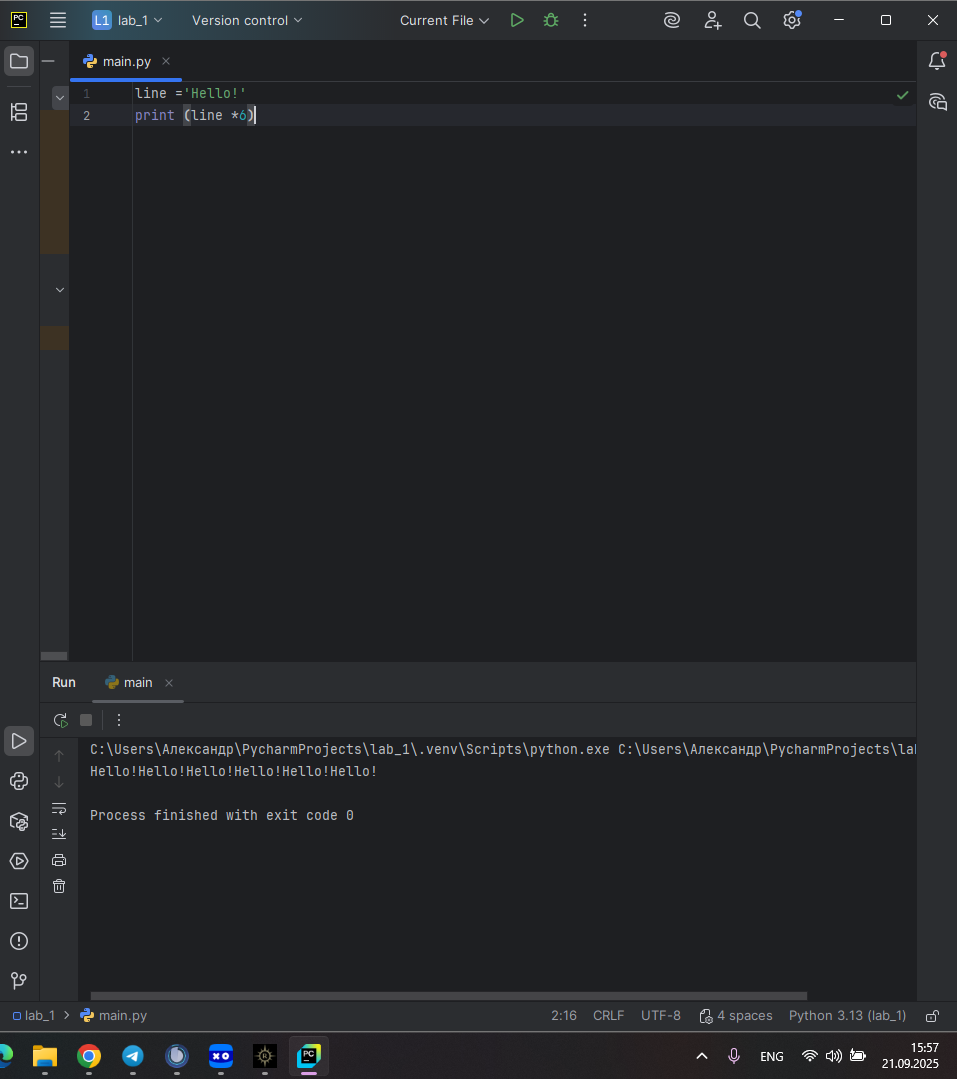 PC
L1 lab_1
Version control
Current File
main.py
1 line ='Hello!'
2 print (line *6)
Run
main
C:\Users\Александр\PycharmProjects\lab_1\.venv\Scripts\python.exe C:\Users\Александр\PycharmProjects\la
Hello!Hello!Hello!Hello!Hello!Hello!
Process finished with exit code 0
lab_1 > main.py
2:16 CRLF UTF-8 4 spaces Python 3.13 (lab_1)
XO
R
PC
ENG
15:57
21.09.2025